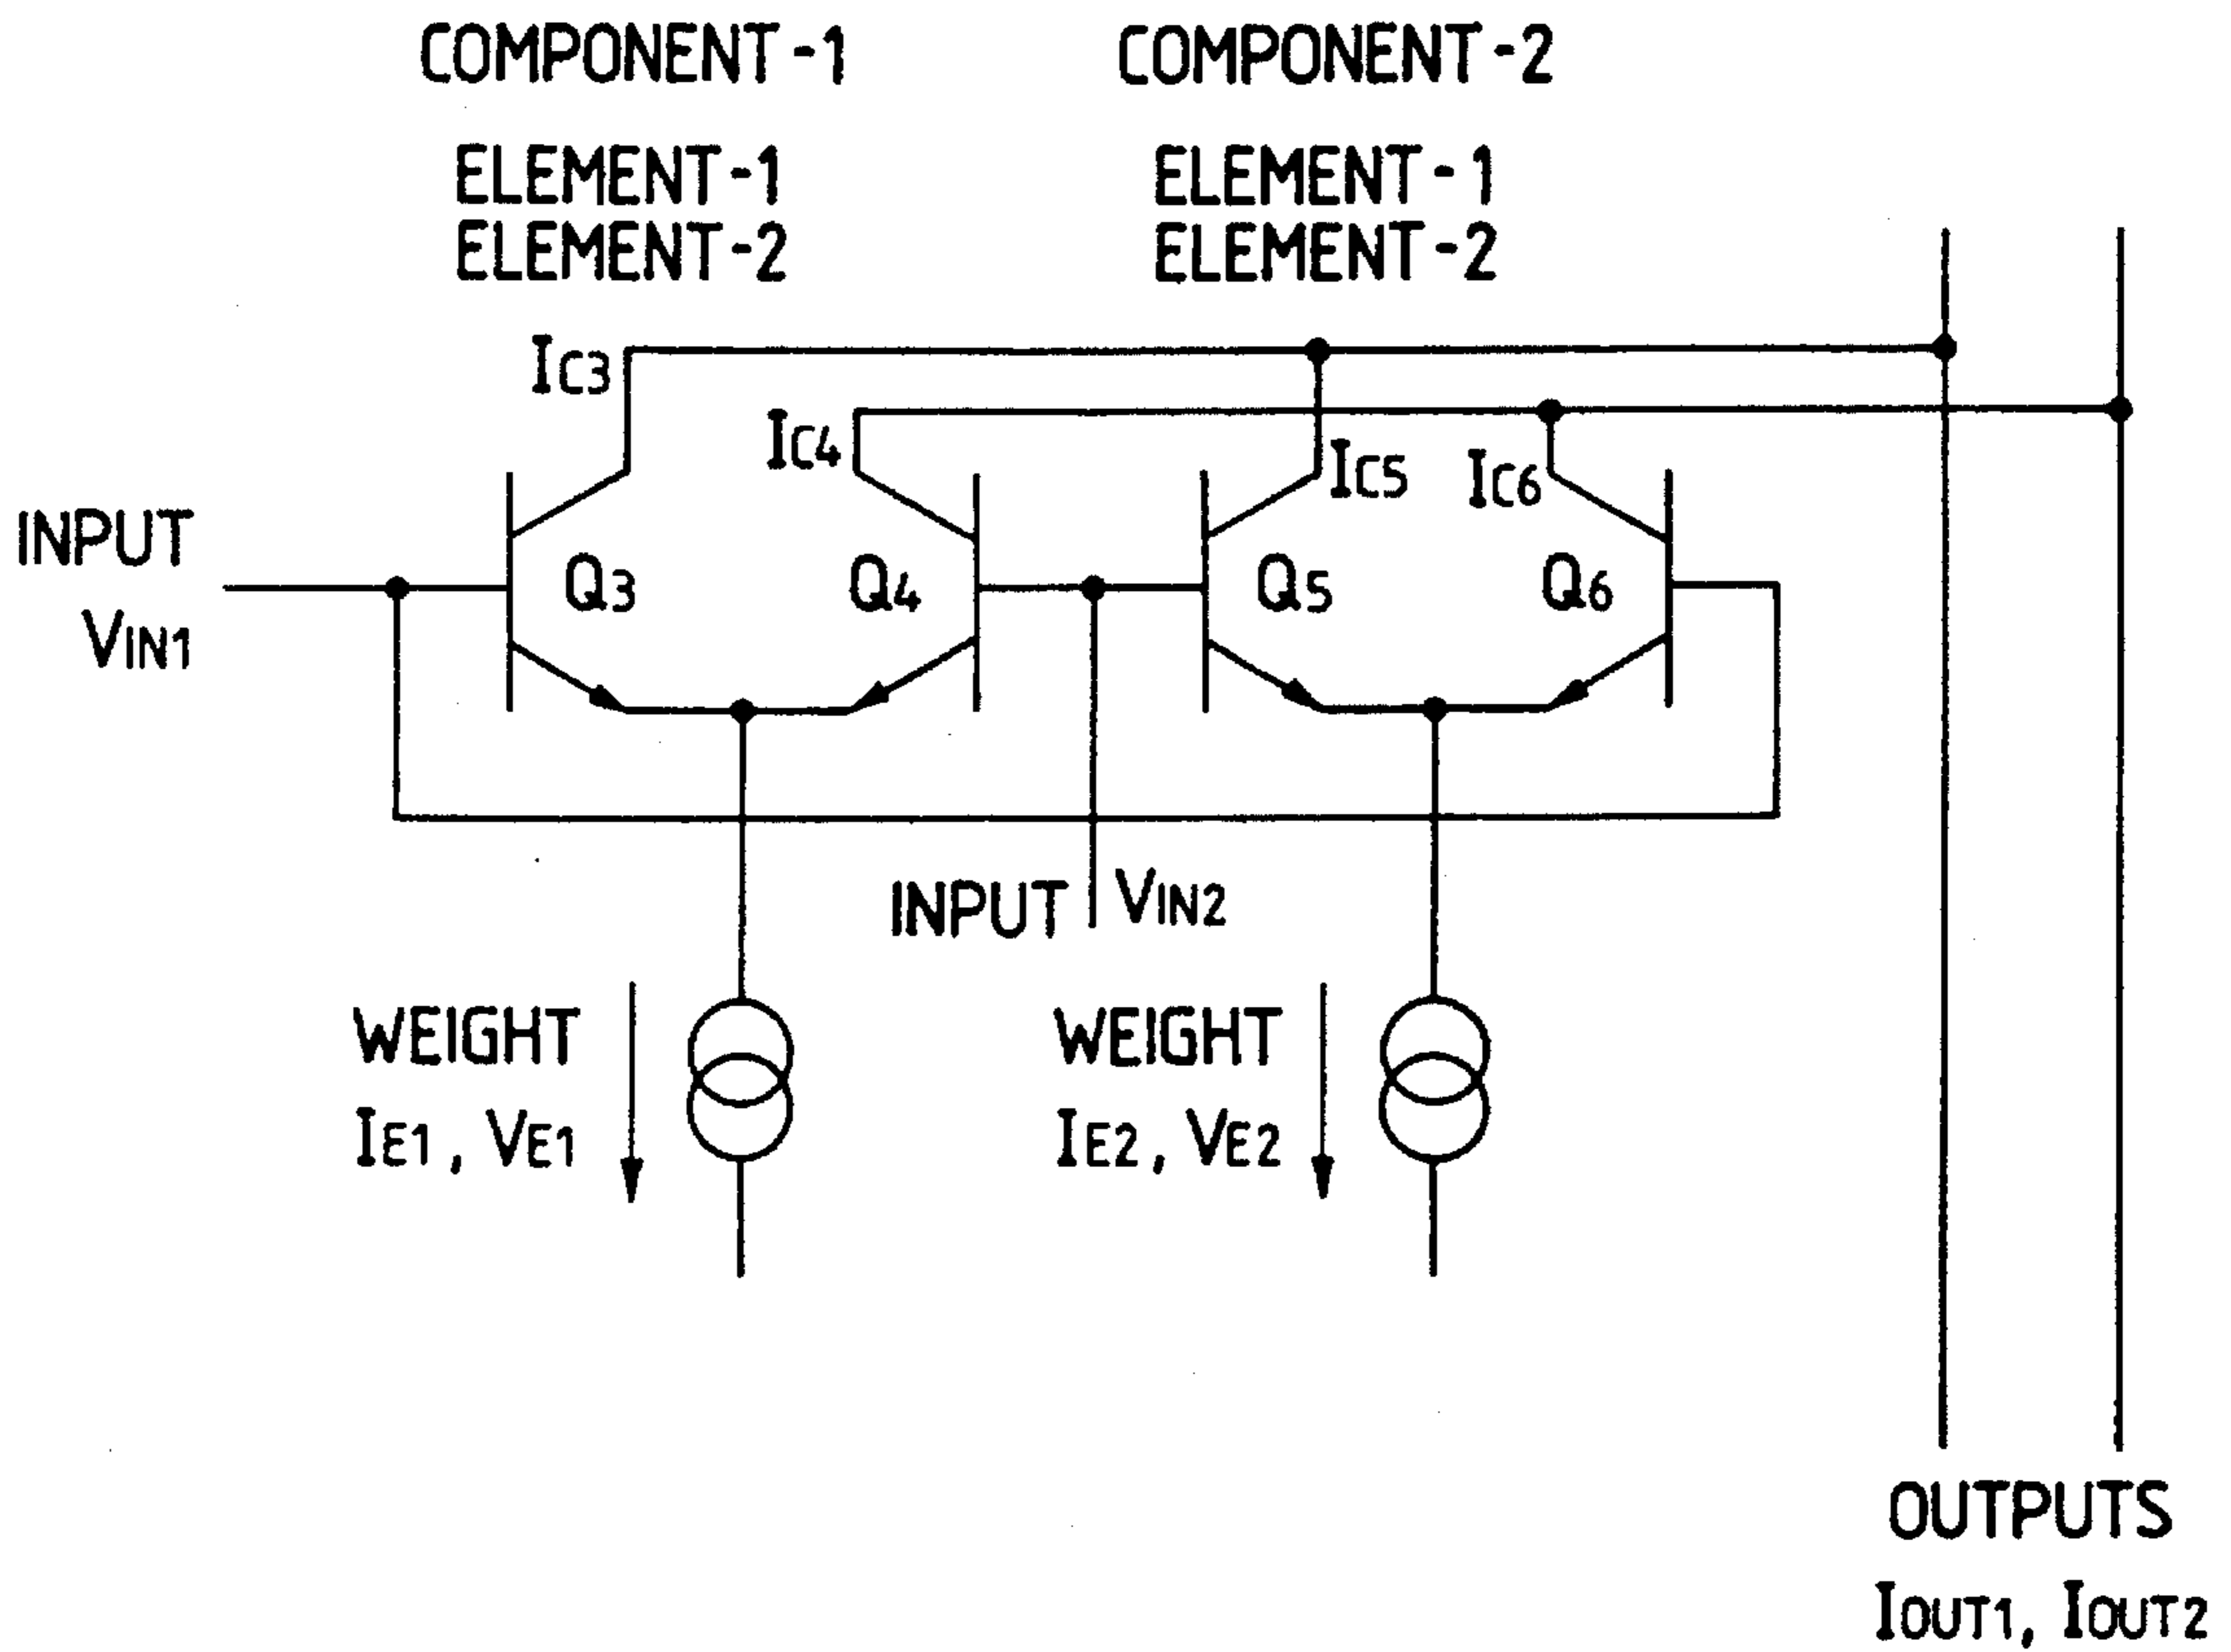 COMPONENT-1
COMPONENT-2
ELEMENT-1
ELEMENT-2
ELEMENT-1
ELEMENT-2
IC3
IC4
IC5
IC6
INPUT
VIN1
Q3
Q4
Q5
Q6
INPUT VIN2
WEIGHT
IE1, VE1
WEIGHT
IE2, VE2
OUTPUTS
IOUT1, IOUT2